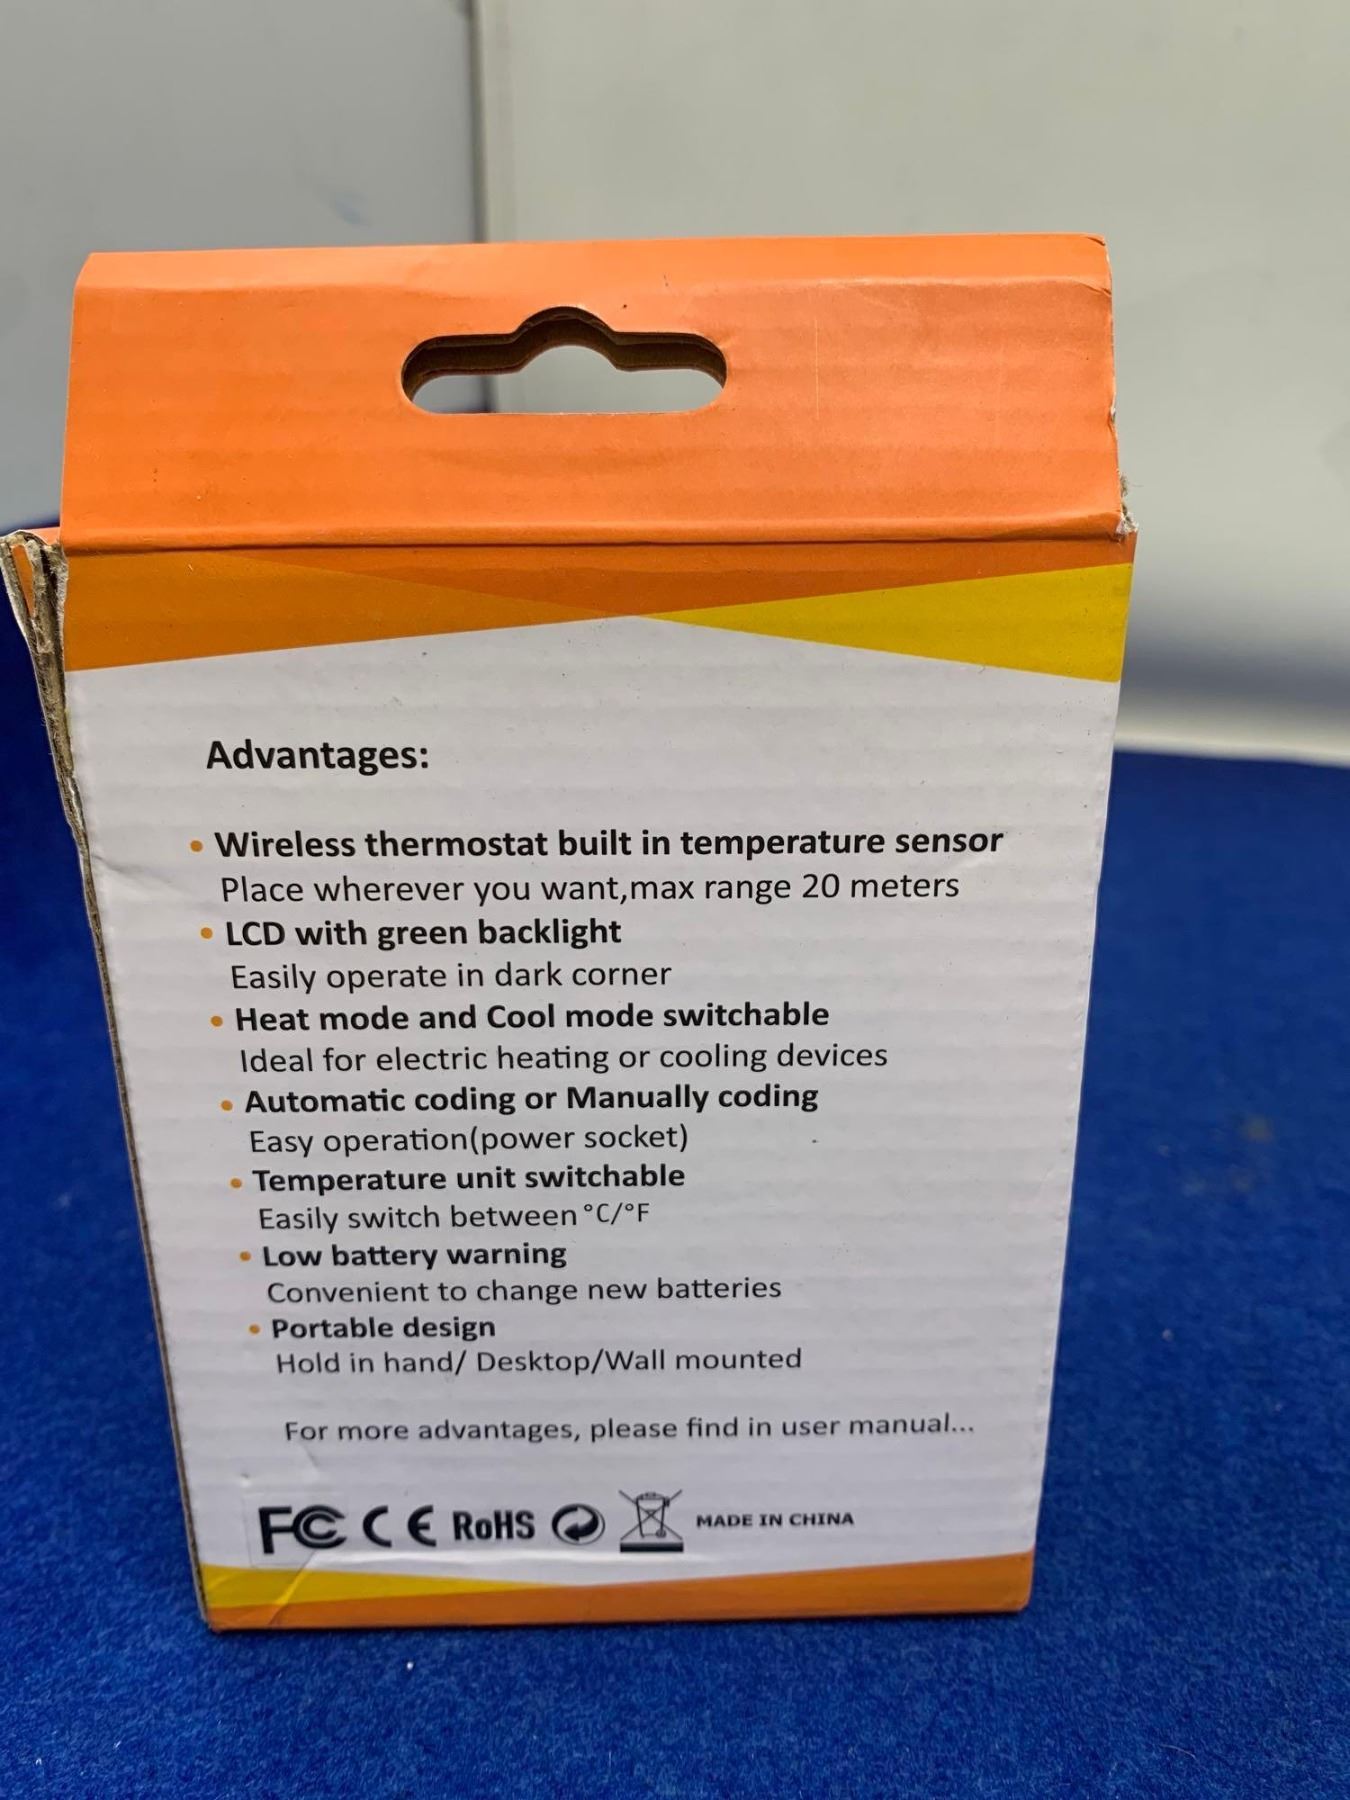 Advantages:
• Wireless thermostat built in temperature sensor
Place wherever you want,max range 20 meters
• LCD with green backlight
Easily operate in dark corner
• Heat mode and Cool mode switchable
Ideal for electric heating or cooling devices
• Automatic coding or Manually coding
Easy operation(power socket)
• Temperature unit switchable
Easily switch between °C/°F
• Low battery warning
Convenient to change new batteries
• Portable design
Hold in hand/ Desktop/Wall mounted
For more advantages, please find in user manual...
FC CE RoHS MADE IN CHINA